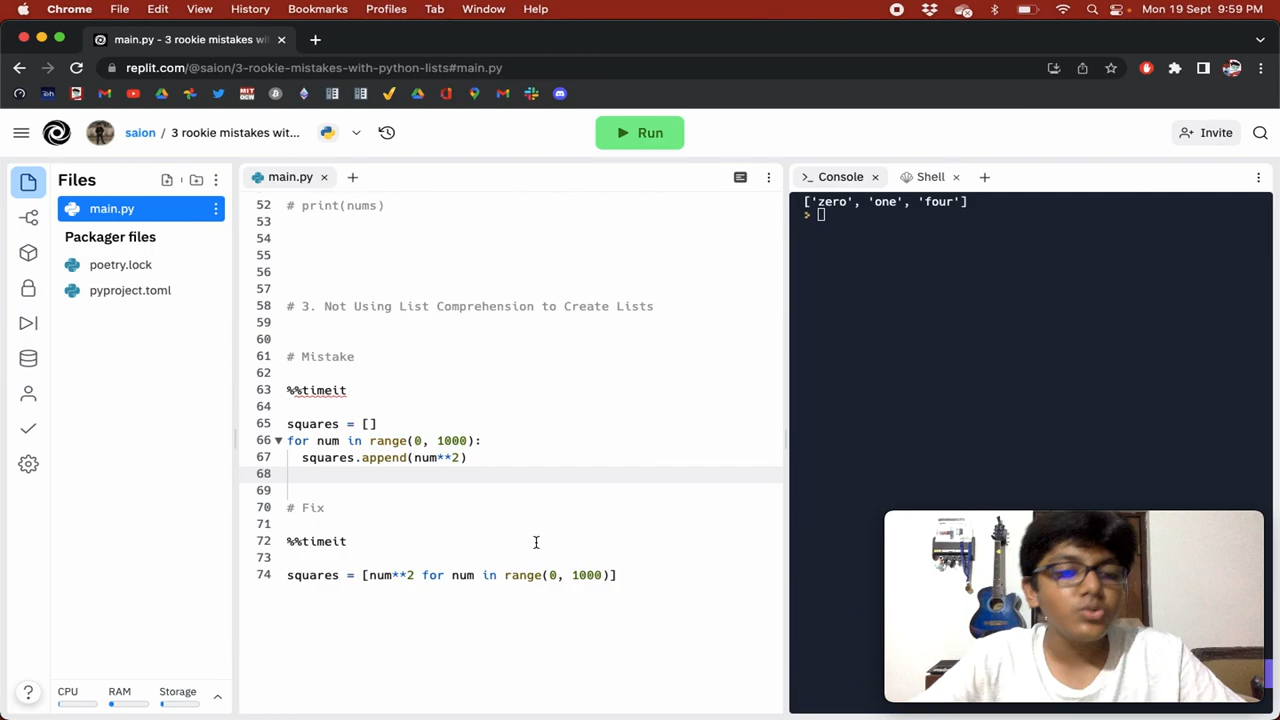 Chrome File Edit View History Bookmarks Profiles Tab Window Help Mon 19 Sept 9:59 PM
main.py - 3 rookie mistakes wi
replit.com/@saion/3-rookie-mistakes-with-python-lists#main.py
saion / 3 rookie mistakes wit... Run Invite
Files
main.py
Packager files
poetry.lock
pyproject.toml
CPU RAM Storage
main.py
52 # print(nums)
53
54
55
56
57
58 # 3. Not Using List Comprehension to Create Lists
59
60
61 # Mistake
62
63 %%timeit
64
65 squares = []
66 for num in range(0, 1000):
67 squares.append(num**2)
68
69
70 # Fix
71
72 %%timeit
73
74 squares = [num**2 for num in range(0, 1000)]
Console Shell
['zero', 'one', 'four']